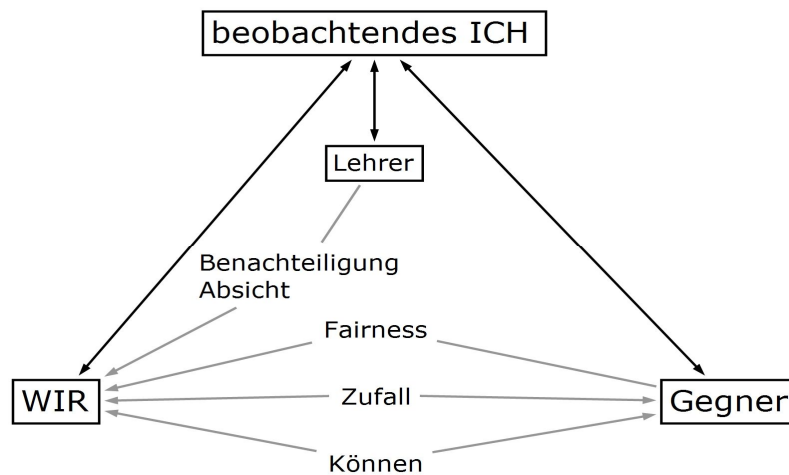 beobachtendes ICH
Lehrer
Benachteiligung
Absicht
Fairness
WIR
Zufall
Gegner
Können